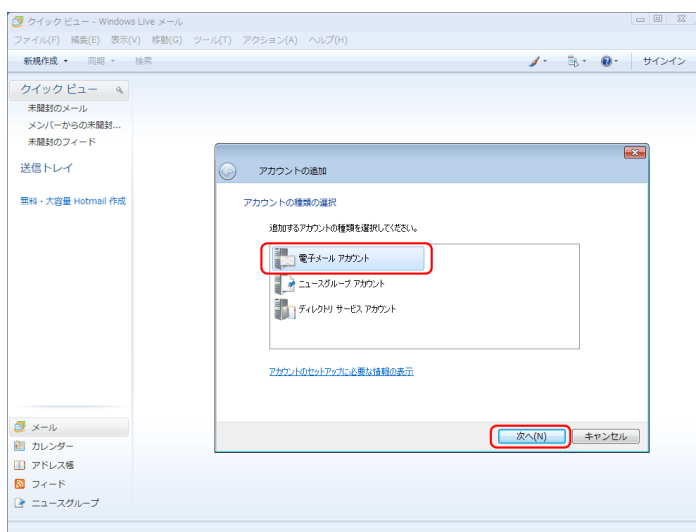 クイック ビュー - Windows Live メール
ファイル(F) 編集(E) 表示(V) 移動(G) ツール(T) アクション(A) ヘルプ(H)
新規作成 同期 検索 サインイン
クイック ビュー
未開封のメール
メンバーからの未開封...
未開封のフィード
送信トレイ
無料・大容量 Hotmail 作成
アカウントの追加
アカウントの種類の選択
追加するアカウントの種類を選択してください。
電子メール アカウント
ニュースグループ アカウント
ディレクトリ サービス アカウント
アカウントのセットアップに必要な情報の表示
次へ(N) キャンセル
メール
カレンダー
アドレス帳
フィード
ニュースグループ